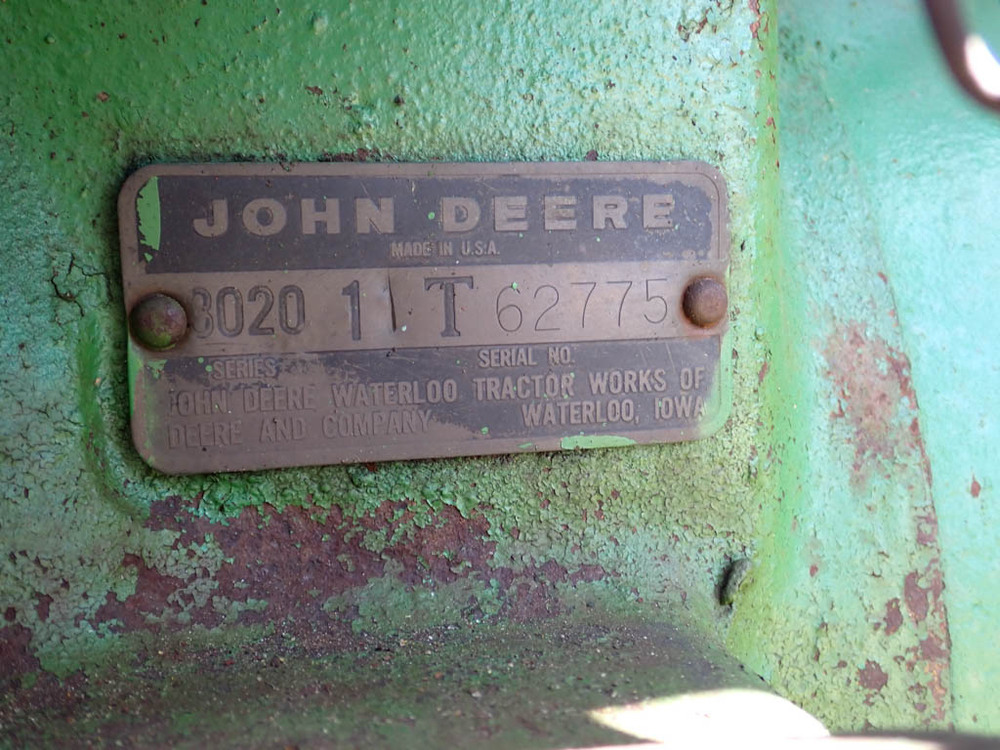 JOHN DEERE
MADE IN U.S.A.
3020 11 T 62775
SERIES SERIAL NO.
JOHN DEERE WATERLOO TRACTOR WORKS OF
DEERE AND COMPANY WATERLOO, IOWA